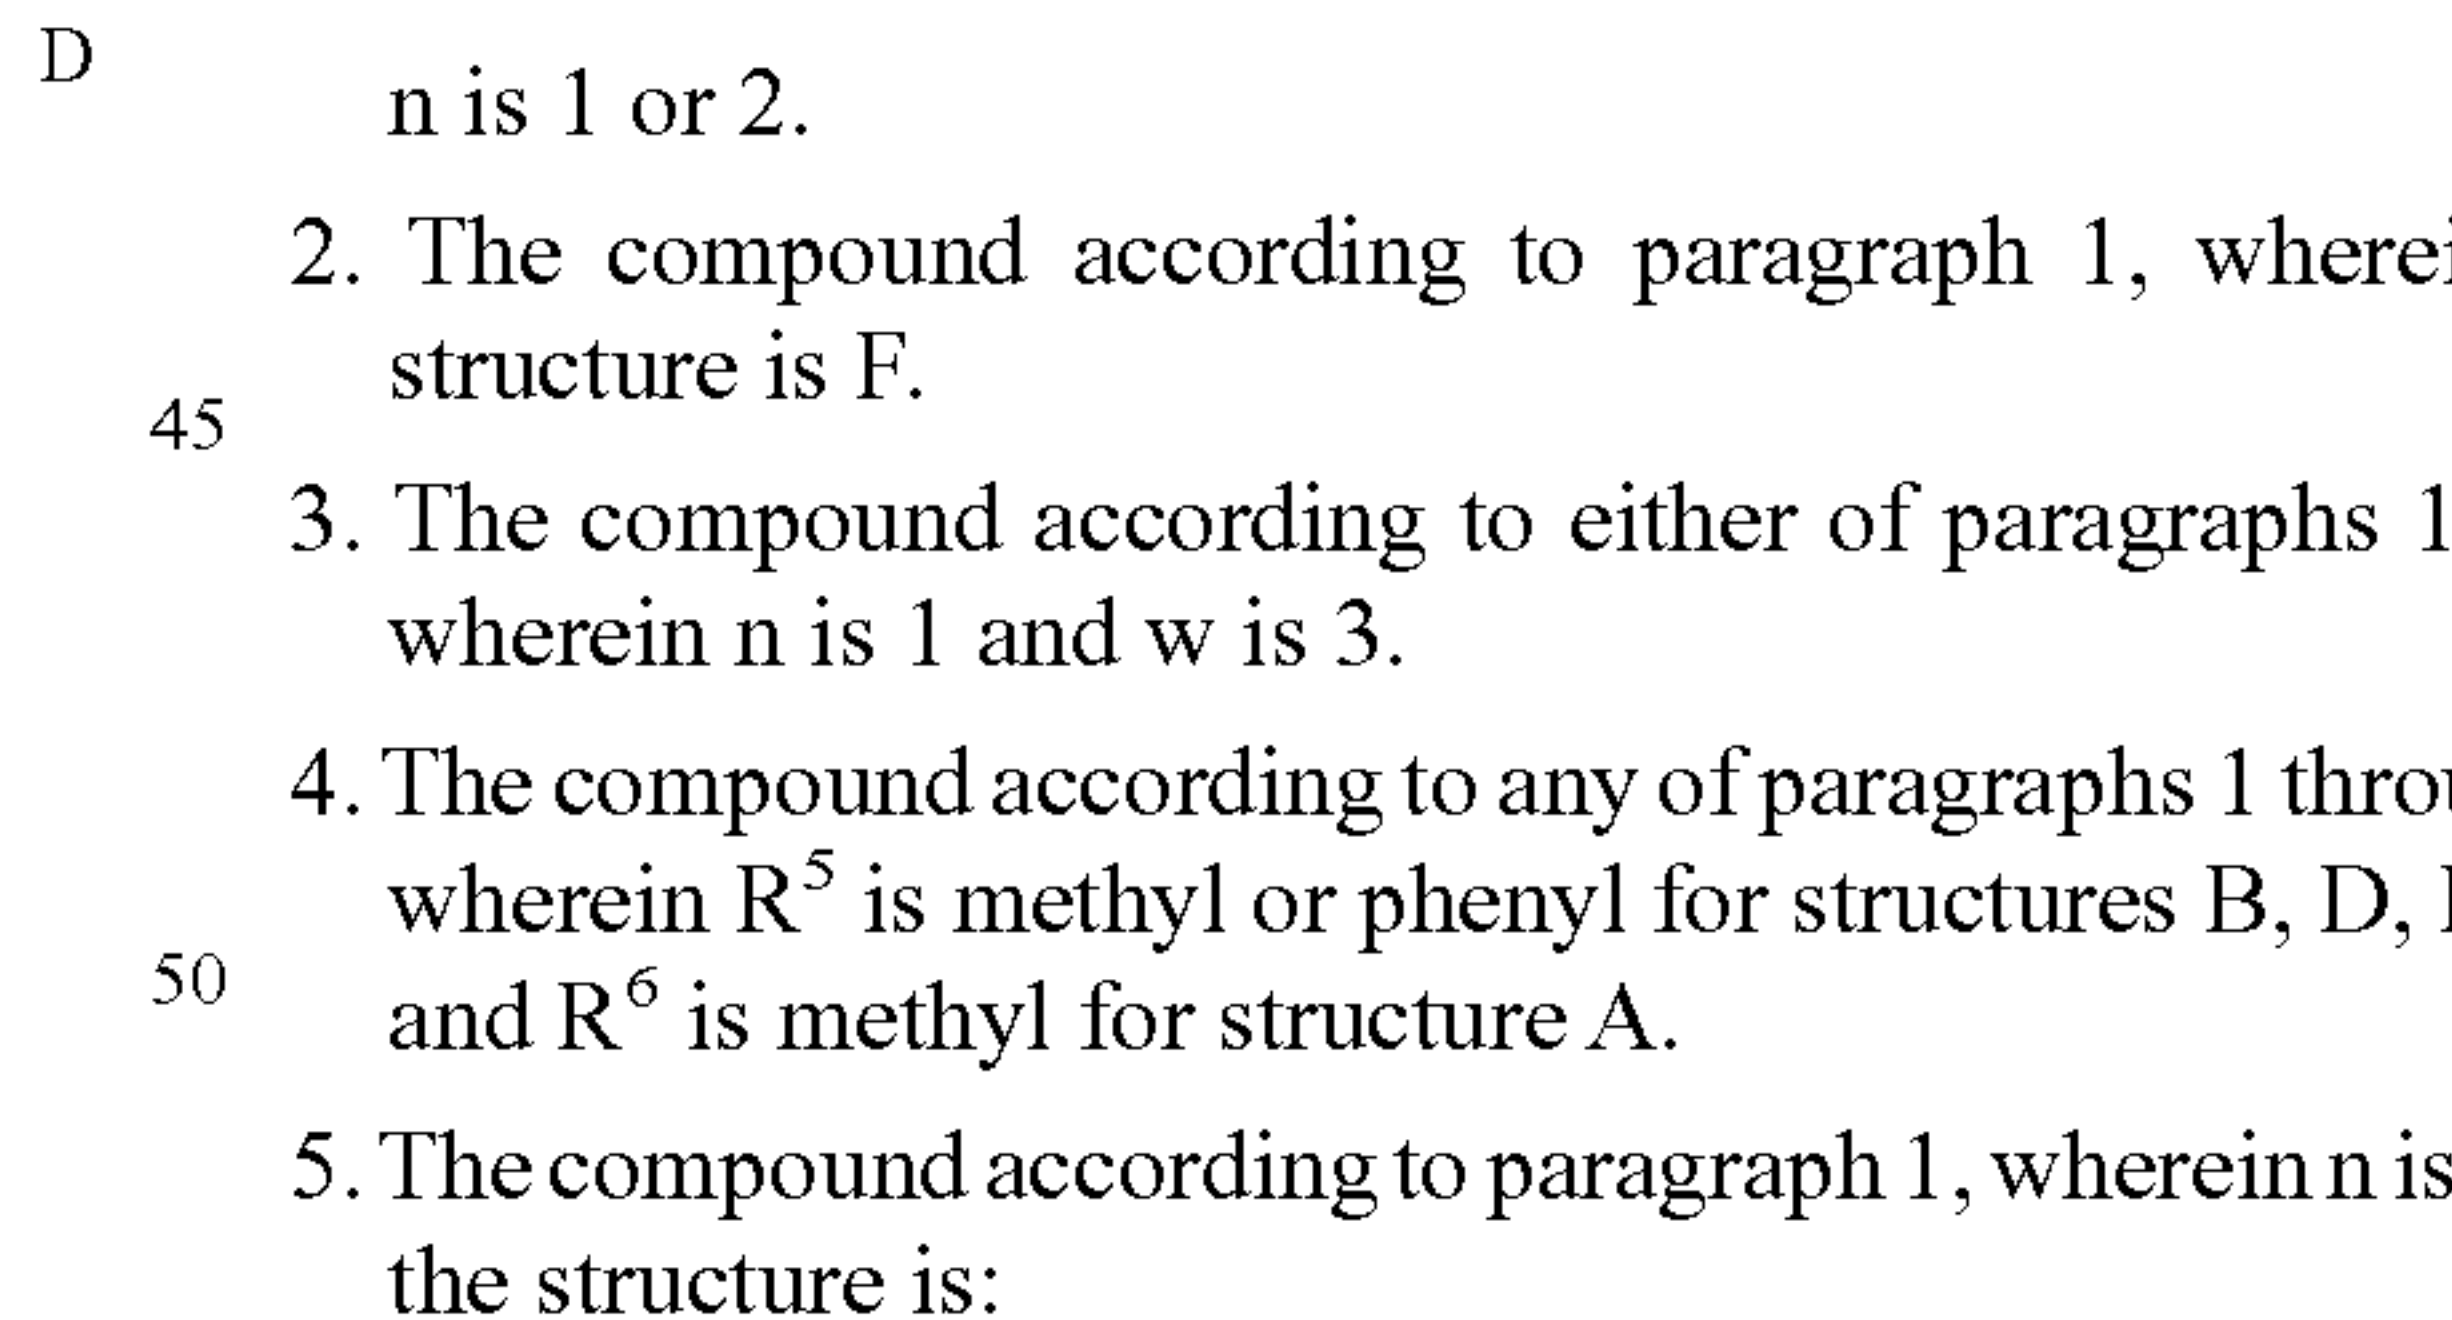 D
n is 1 or 2.
2. The compound according to paragraph 1,
structure is F.
45
3. The compound according to either of paragraphs 1
wherein n is 1 and w is 3.
4. The compound according to any of paragraphs 1
wherein R⁵ is methyl or phenyl for structures B, D,
50
and R⁶ is methyl for structure A.
5. The compound according to paragraph 1, wherein n is
the structure is: